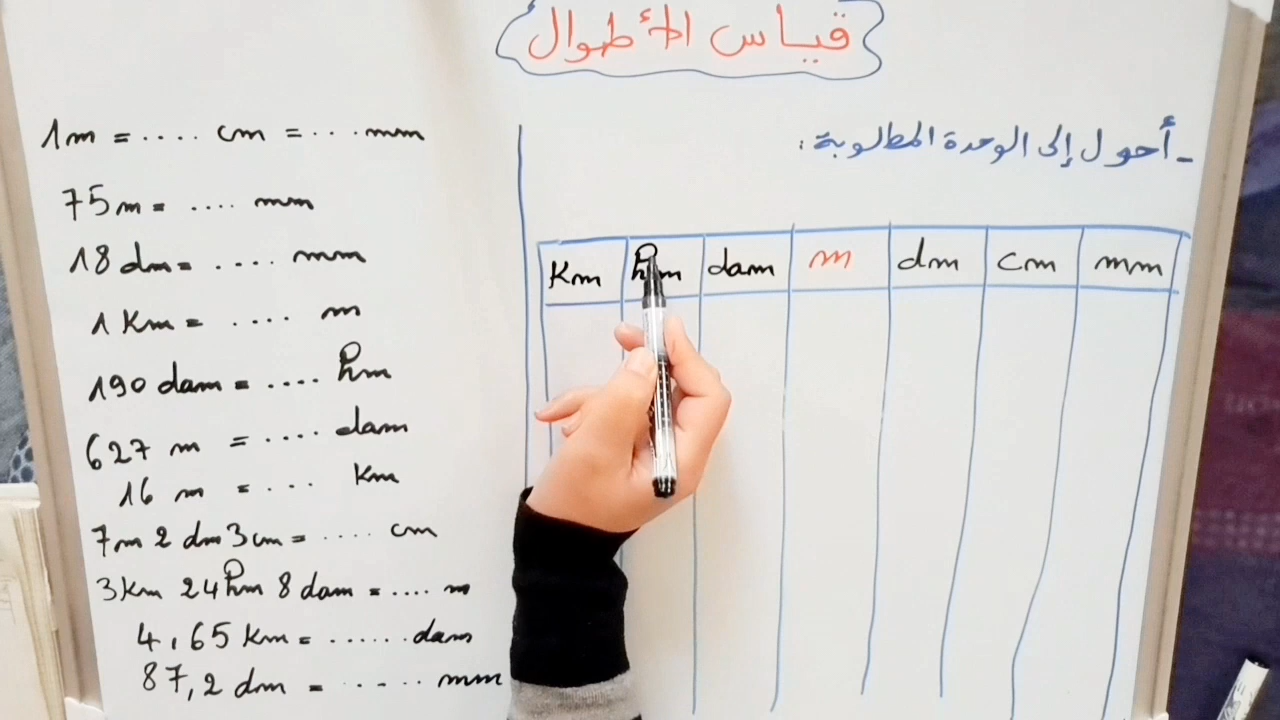 قياس الأطوال
- أحول إلى الوحدة المطلوبة:
Km hm dam m dm cm mm
1m = .... cm = ... mm
75m = .... mm
18 dm = .... mm
1 Km = .... m
190 dam = .... hm
627 m = .... dam
16 m = ... Km
7m 2 dm 3cm = .... cm
3Km 24hm 8 dam = .... m
4,65 Km = ...... dam
87,2 dm = ..... mm